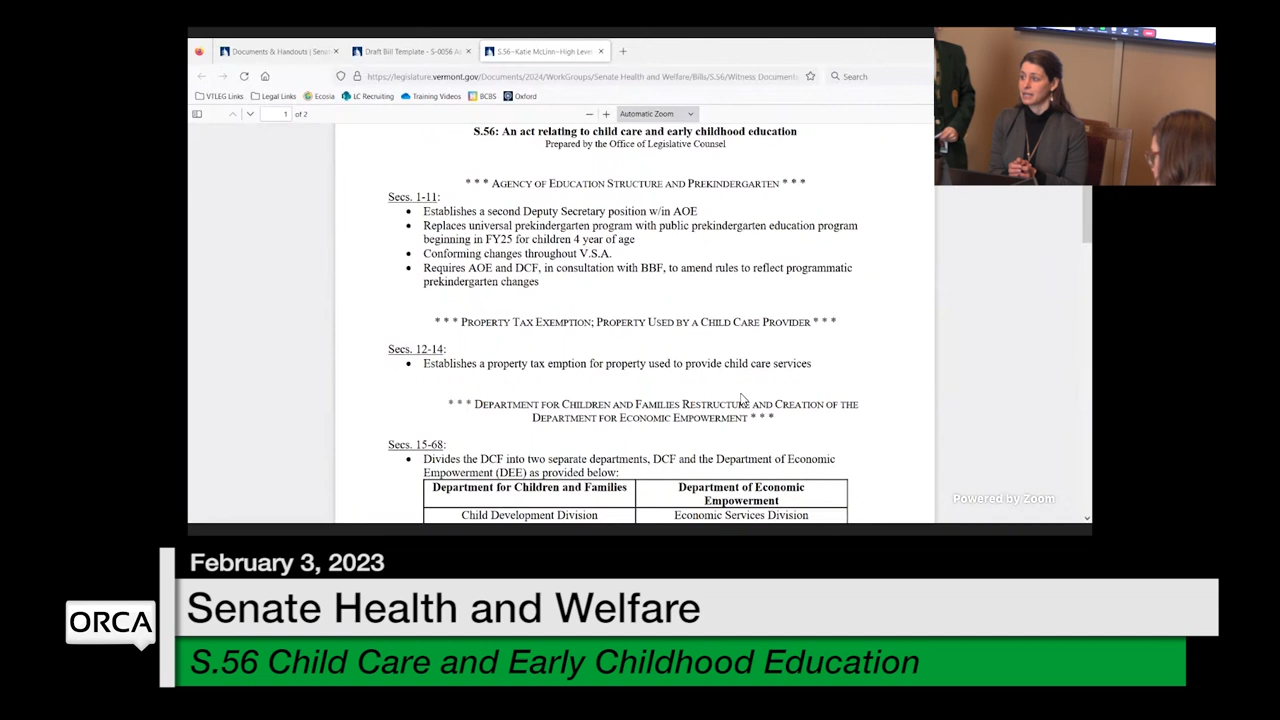 Documents & Handouts | Senat
Draft Bill Template - S-0056 A
S.56~Katie McLinn~High Level
https://legislature.vermont.gov/Documents/2024/WorkGroups/Senate Health and Welfare/Bills/S.56/Witness Document
Search
VTLEG Links
Legal Links
Ecosia
LC Recruiting
Training Videos
BCBS
Oxford
1 of 2
Automatic Zoom
S.56: An act relating to child care and early childhood education
Prepared by the Office of Legislative Counsel
* * * AGENCY OF EDUCATION STRUCTURE AND PREKINDERGARTEN * * *
Secs. 1-11:
• Establishes a second Deputy Secretary position w/in AOE
• Replaces universal prekindergarten program with public prekindergarten education program
beginning in FY25 for children 4 year of age
• Conforming changes throughout V.S.A.
• Requires AOE and DCF, in consultation with BBF, to amend rules to reflect programmatic
prekindergarten changes
* * * PROPERTY TAX EXEMPTION; PROPERTY USED BY A CHILD CARE PROVIDER * * *
Secs. 12-14:
• Establishes a property tax emption for property used to provide child care services
* * * DEPARTMENT FOR CHILDREN AND FAMILIES RESTRUCTURE AND CREATION OF THE
DEPARTMENT FOR ECONOMIC EMPOWERMENT * * *
Secs. 15-68:
• Divides the DCF into two separate departments, DCF and the Department of Economic
Empowerment (DEE) as provided below:
Department for Children and Families
Department of Economic
Empowerment
Child Development Division
Economic Services Division
Powered by Zoom
February 3, 2023
ORCA
Senate Health and Welfare
S.56 Child Care and Early Childhood Education